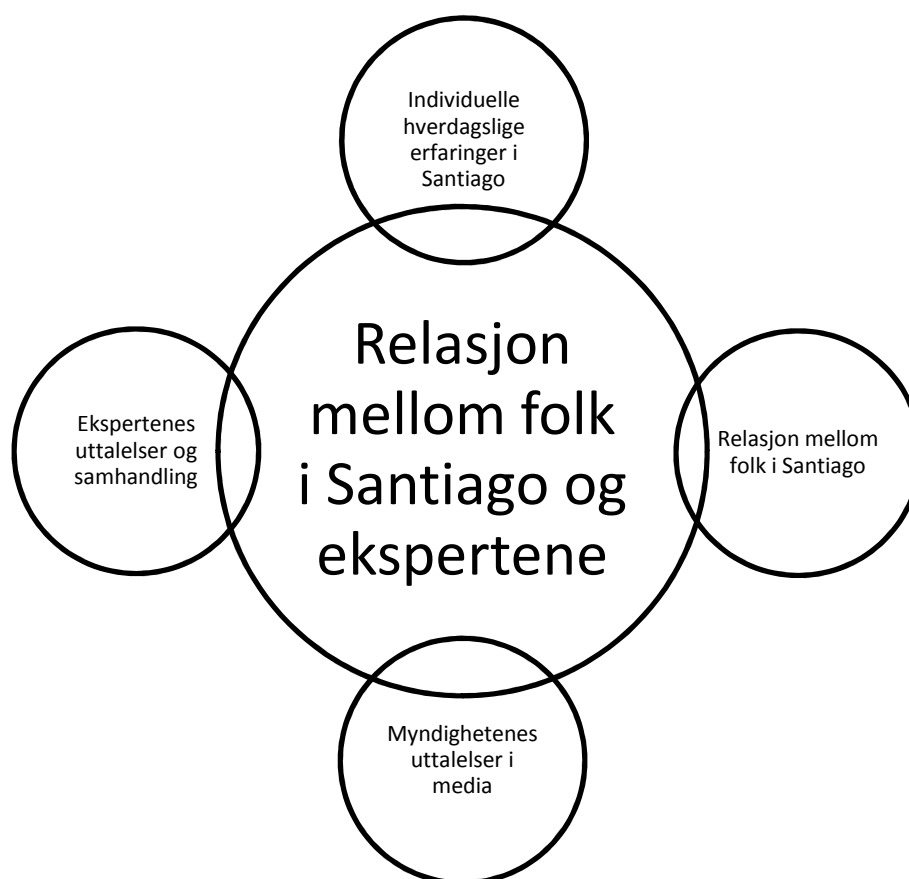 Individuelle
hverdagslige
erfaringer i
Santiago
Relasjon
mellom folk
i Santiago og
ekspertene
Ekspertenes
uttalelser og
samhandling
Relasjon mellom
folk i Santiago
Myndighetenes
uttalelser i
media